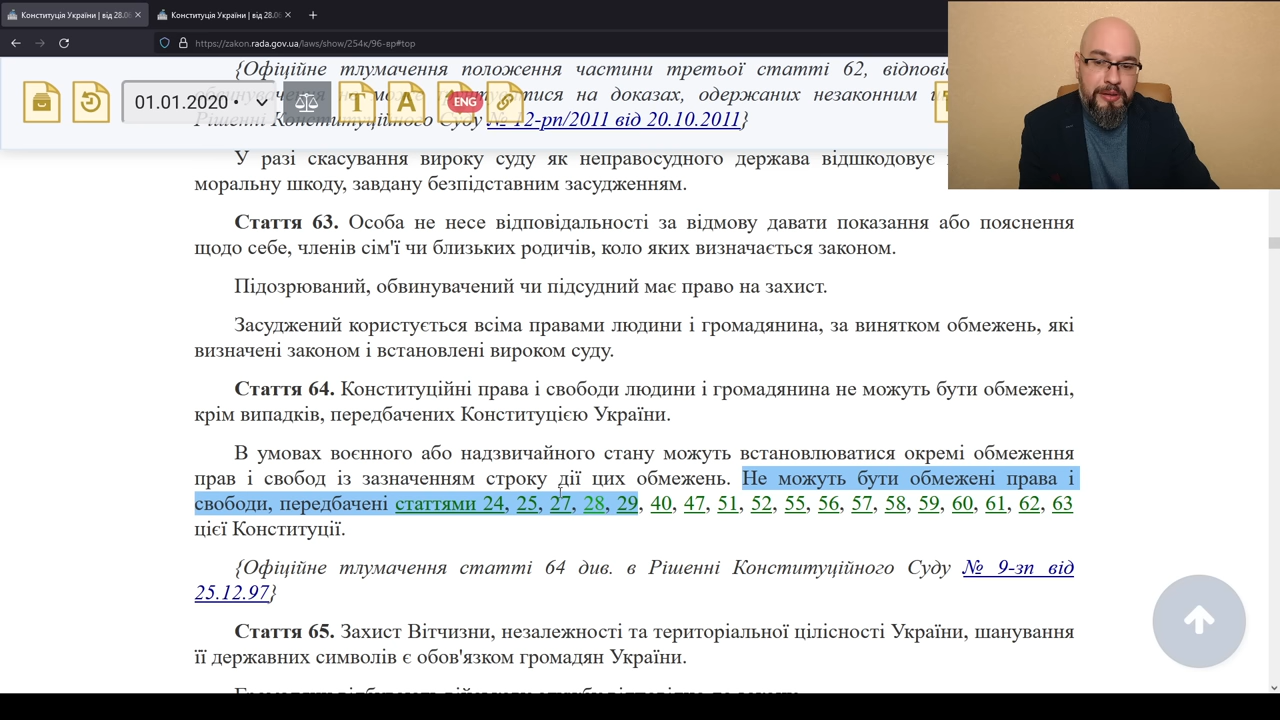 Конституція України | від 28.0
Конституція України | від 28.0
https://zakon.rada.gov.ua/laws/show/254к/96-вр#top
{Офіційне тлумачення положення частини третьої статті 62,
01.01.2020 •
T
A
ENG
на доказах, одержаних незаконним
Рішенні Конституційного Суду № 12-рп/2011 від 20.10.2011}
У разі скасування вироку суду як неправосудного держава відшкодовує
моральну шкоду, завдану безпідставним засудженням.
Стаття 63. Особа не несе відповідальності за відмову давати показання або пояснення
щодо себе, членів сім'ї чи близьких родичів, коло яких визначається законом.
Підозрюваний, обвинувачений чи підсудний має право на захист.
Засуджений користується всіма правами людини і громадянина, за винятком обмежень, які
визначені законом і встановлені вироком суду.
Стаття 64. Конституційні права і свободи людини і громадянина не можуть бути обмежені,
крім випадків, передбачених Конституцією України.
В умовах воєнного або надзвичайного стану можуть встановлюватися окремі обмеження
прав і свобод із зазначенням строку дії цих обмежень. Не можуть бути обмежені права і
свободи, передбачені статтями 24, 25, 27, 28, 29, 40, 47, 51, 52, 55, 56, 57, 58, 59, 60, 61, 62, 63
цієї Конституції.
{Офіційне тлумачення статті 64 див. в Рішенні Конституційного Суду № 9-зп від
25.12.97}
Стаття 65. Захист Вітчизни, незалежності та територіальної цілісності України, шанування
її державних символів є обов'язком громадян України.